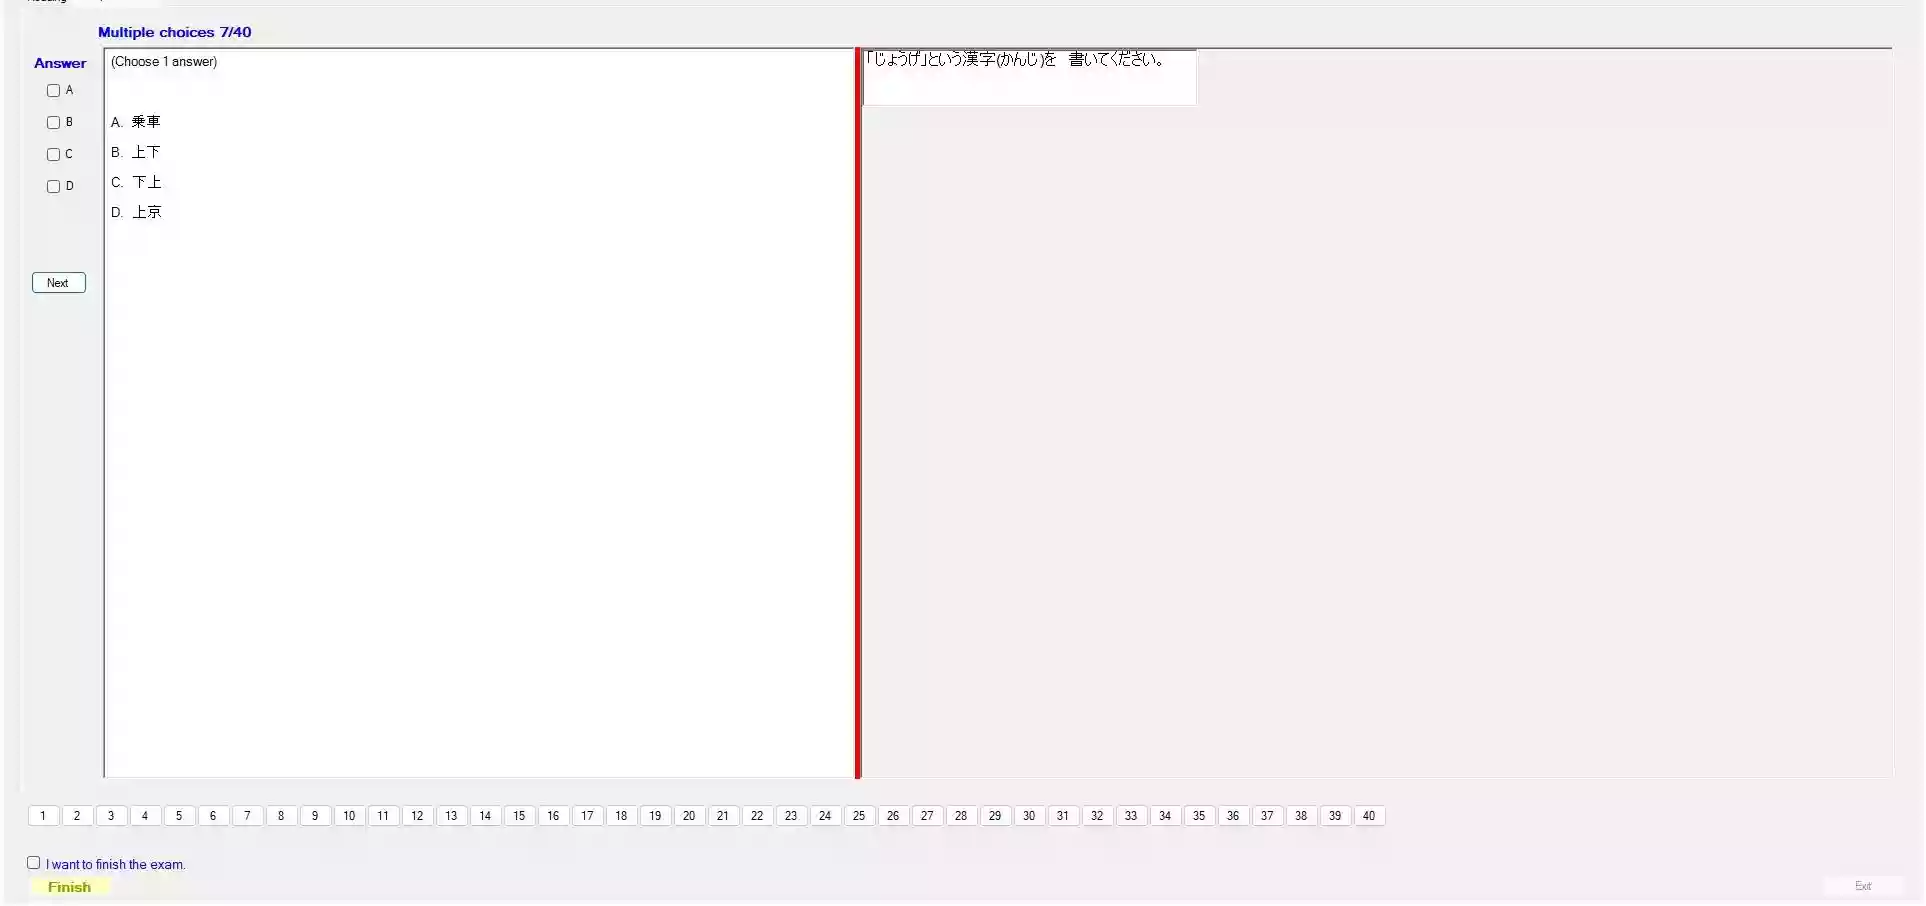 Multiple choices 7/40
Answer
(Choose 1 answer)
「じょうげ」という漢字(かんじ)を　書いてください。
A
B
C
D
A. 乗車
B. 上下
C. 下上
D. 上京
Next
1 2 3 4 5 6 7 8 9 10 11 12 13 14 15 16 17 18 19 20 21 22 23 24 25 26 27 28 29 30 31 32 33 34 35 36 37 38 39 40
I want to finish the exam.
Finish
Exit